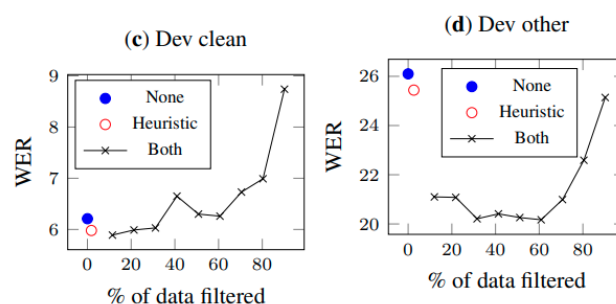 (c) Dev clean
9
8
7
6
WER
None
Heuristic
Both
0 20 40 60 80
% of data filtered
(d) Dev other
26
24
22
20
WER
None
Heuristic
Both
0 20 40 60 80
% of data filtered